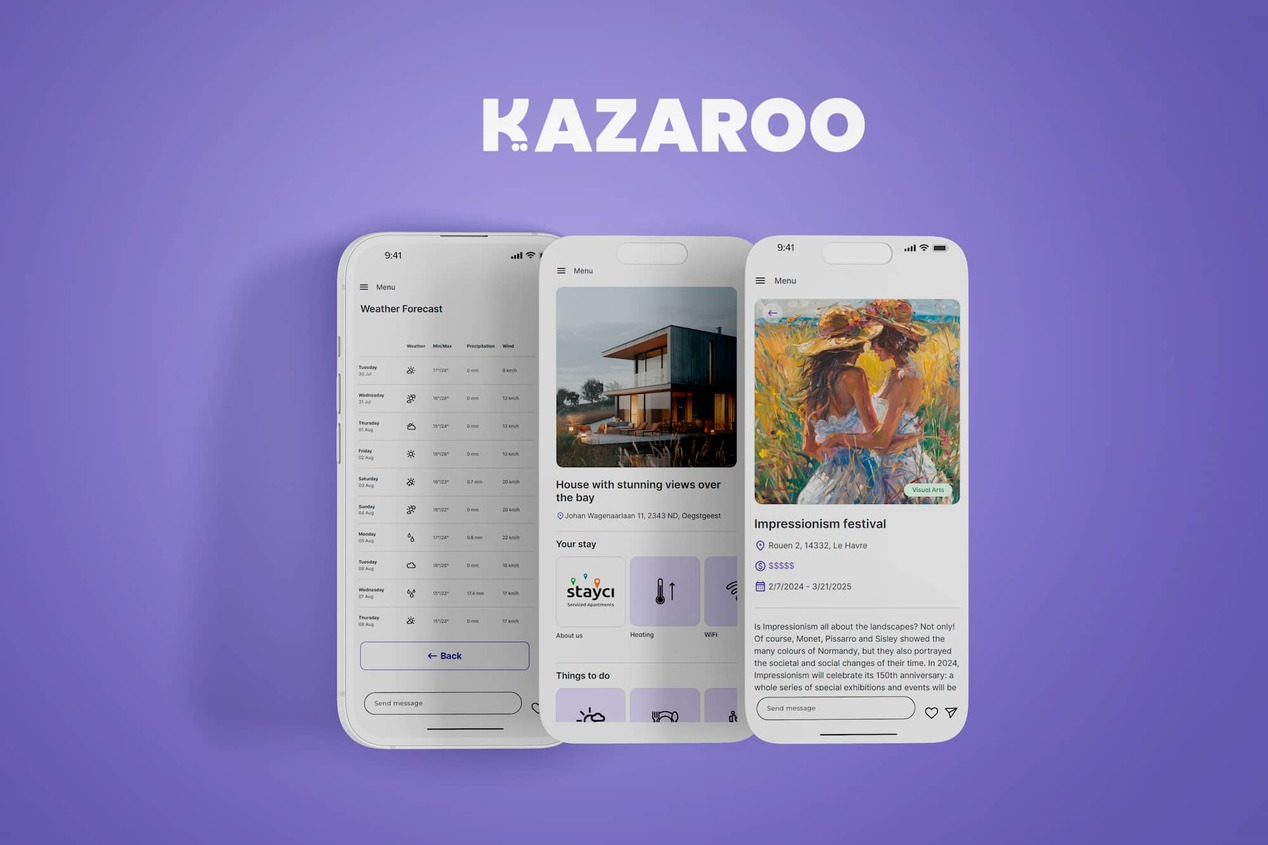 KAZAROO
9:41
Menu
Weather Forecast
Weather Min/Max Precipitation Wind
Tuesday 17°/28° 0 mm 9 km/h
30 Jul
Wednesday 16°/26° 0 mm 13 km/h
31 Jul
Thursday 15°/24° 0 mm 13 km/h
01 Aug
Friday 0 mm 13 km/h
02 Aug
Saturday 16°/23° 0.7 mm 20 km/h
03 Aug
Sunday 16°/22° 0 mm 20 km/h
04 Aug
Monday 17°/24° 0.8 mm 22 km/h
05 Aug
Tuesday 16°/25° 0 mm 18 km/h
06 Aug
Wednesday 15°/23° 17.6 mm 17 km/h
07 Aug
Thursday 15°/23° 0 mm 17 km/h
08 Aug
← Back
Send message
Menu
House with stunning views over
the bay
Johan Wagenaarlaan 11, 2343 ND, Oegstgeest
Your stay
stayci
Serviced Apartments
About us
Heating
WiFi
Things to do
9:41
Menu
Visual Arts
Impressionism festival
Rouen 2, 14332, Le Havre
$$$$$
2/7/2024 - 3/21/2025
Is Impressionism all about the landscapes? Not only!
Of course, Monet, Pissarro and Sisley showed the
many colours of Normandy, but they also portrayed
the societal and social changes of their time. In 2024,
Impressionism will celebrate its 150th anniversary: a
whole series of special exhibitions and events will be
Send message